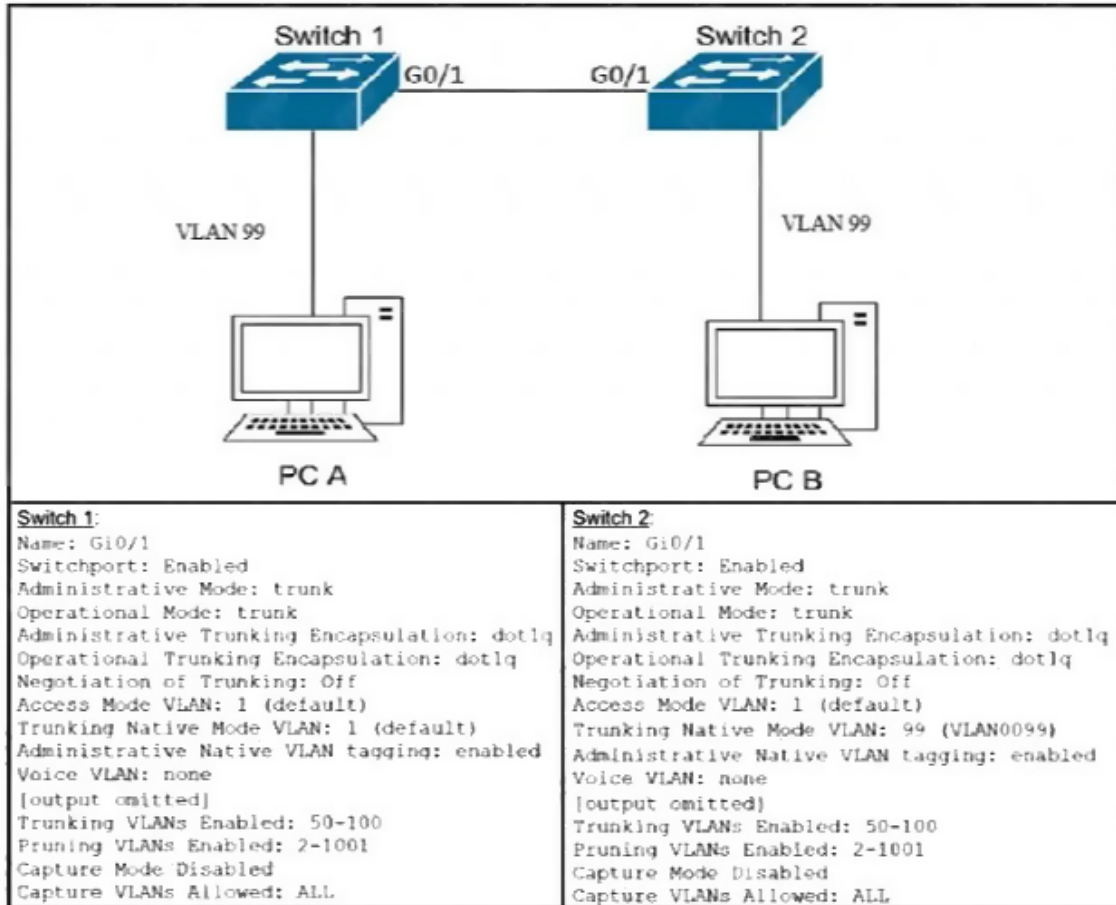 Switch 1
Switch 2
G0/1
G0/1
VLAN 99
VLAN 99
PC A
PC B
Switch 1:
Name: Gi0/1
Switchport: Enabled
Administrative Mode: trunk
Operational Mode: trunk
Administrative Trunking Encapsulation: dot1q
Operational Trunking Encapsulation: dot1q
Negotiation of Trunking: Off
Access Mode VLAN: 1 (default)
Trunking Native Mode VLAN: 1 (default)
Administrative Native VLAN tagging: enabled
Voice VLAN: none
[output omitted]
Trunking VLANs Enabled: 50-100
Pruning VLANs Enabled: 2-1001
Capture Mode Disabled
Capture VLANs Allowed: ALL
Switch 2:
Name: Gi0/1
Switchport: Enabled
Administrative Mode: trunk
Operational Mode: trunk
Administrative Trunking Encapsulation: dot1q
Operational Trunking Encapsulation: dot1q
Negotiation of Trunking: Off
Access Mode VLAN: 1 (default)
Trunking Native Mode VLAN: 99 (VLAN0099)
Administrative Native VLAN tagging: enabled
Voice VLAN: none
[output omitted]
Trunking VLANs Enabled: 50-100
Pruning VLANs Enabled: 2-1001
Capture Mode Disabled
Capture VLANs Allowed: ALL